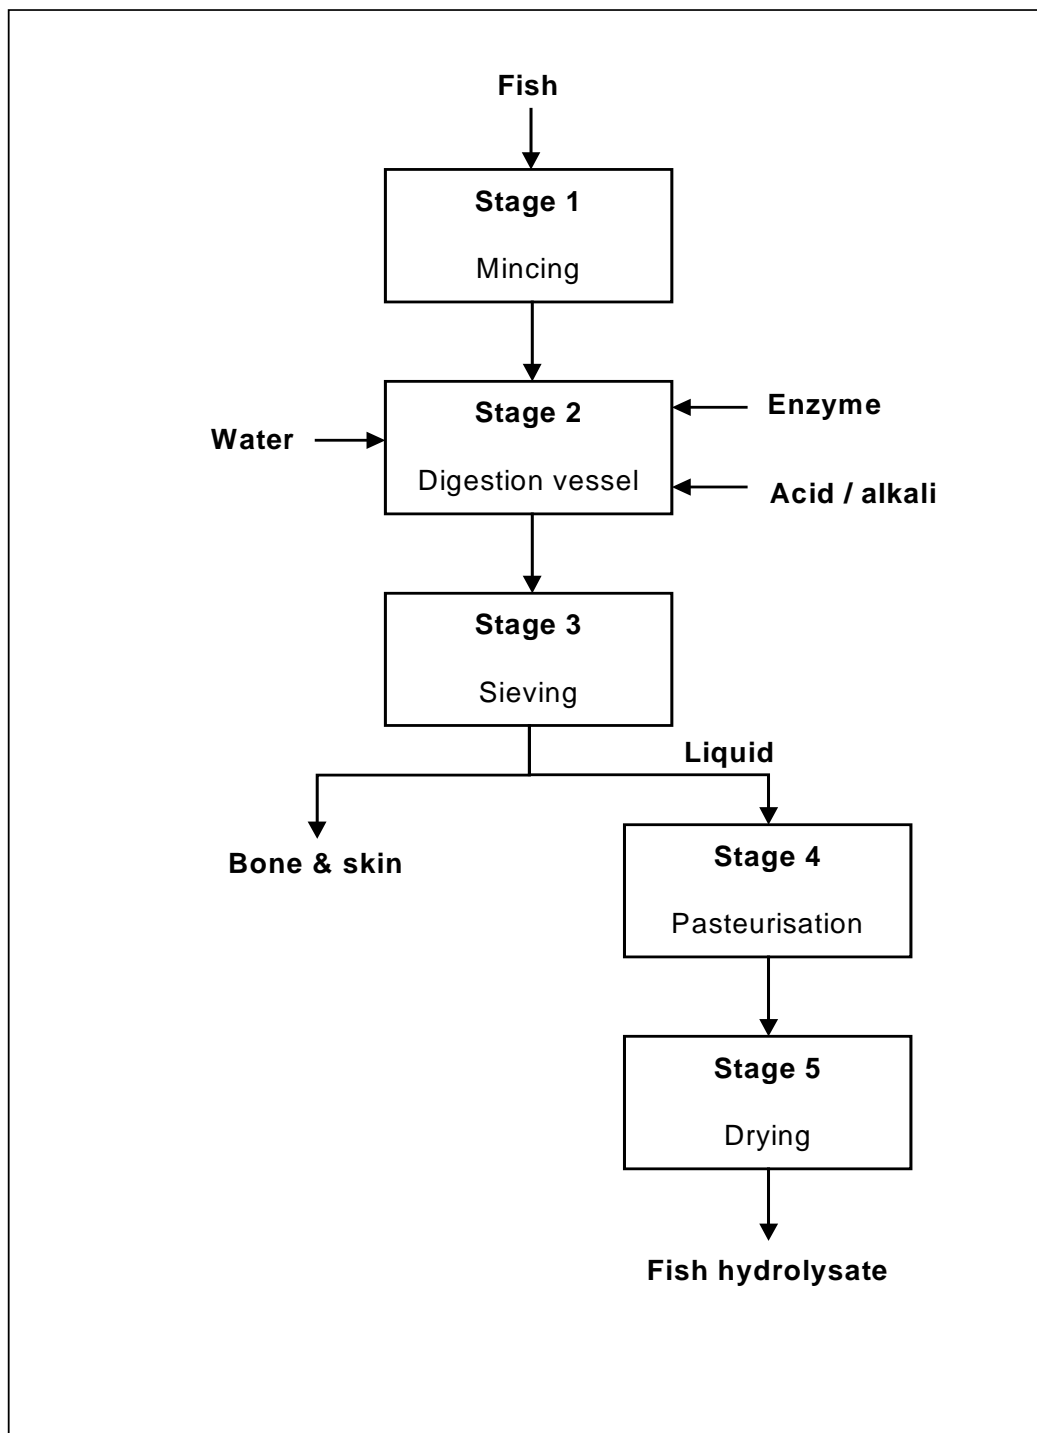 Fish
Stage 1
Mincing
Stage 2
Digestion vessel
Water
Enzyme
Acid / alkali
Stage 3
Sieving
Liquid
Bone & skin
Stage 4
Pasteurisation
Stage 5
Drying
Fish hydrolysate